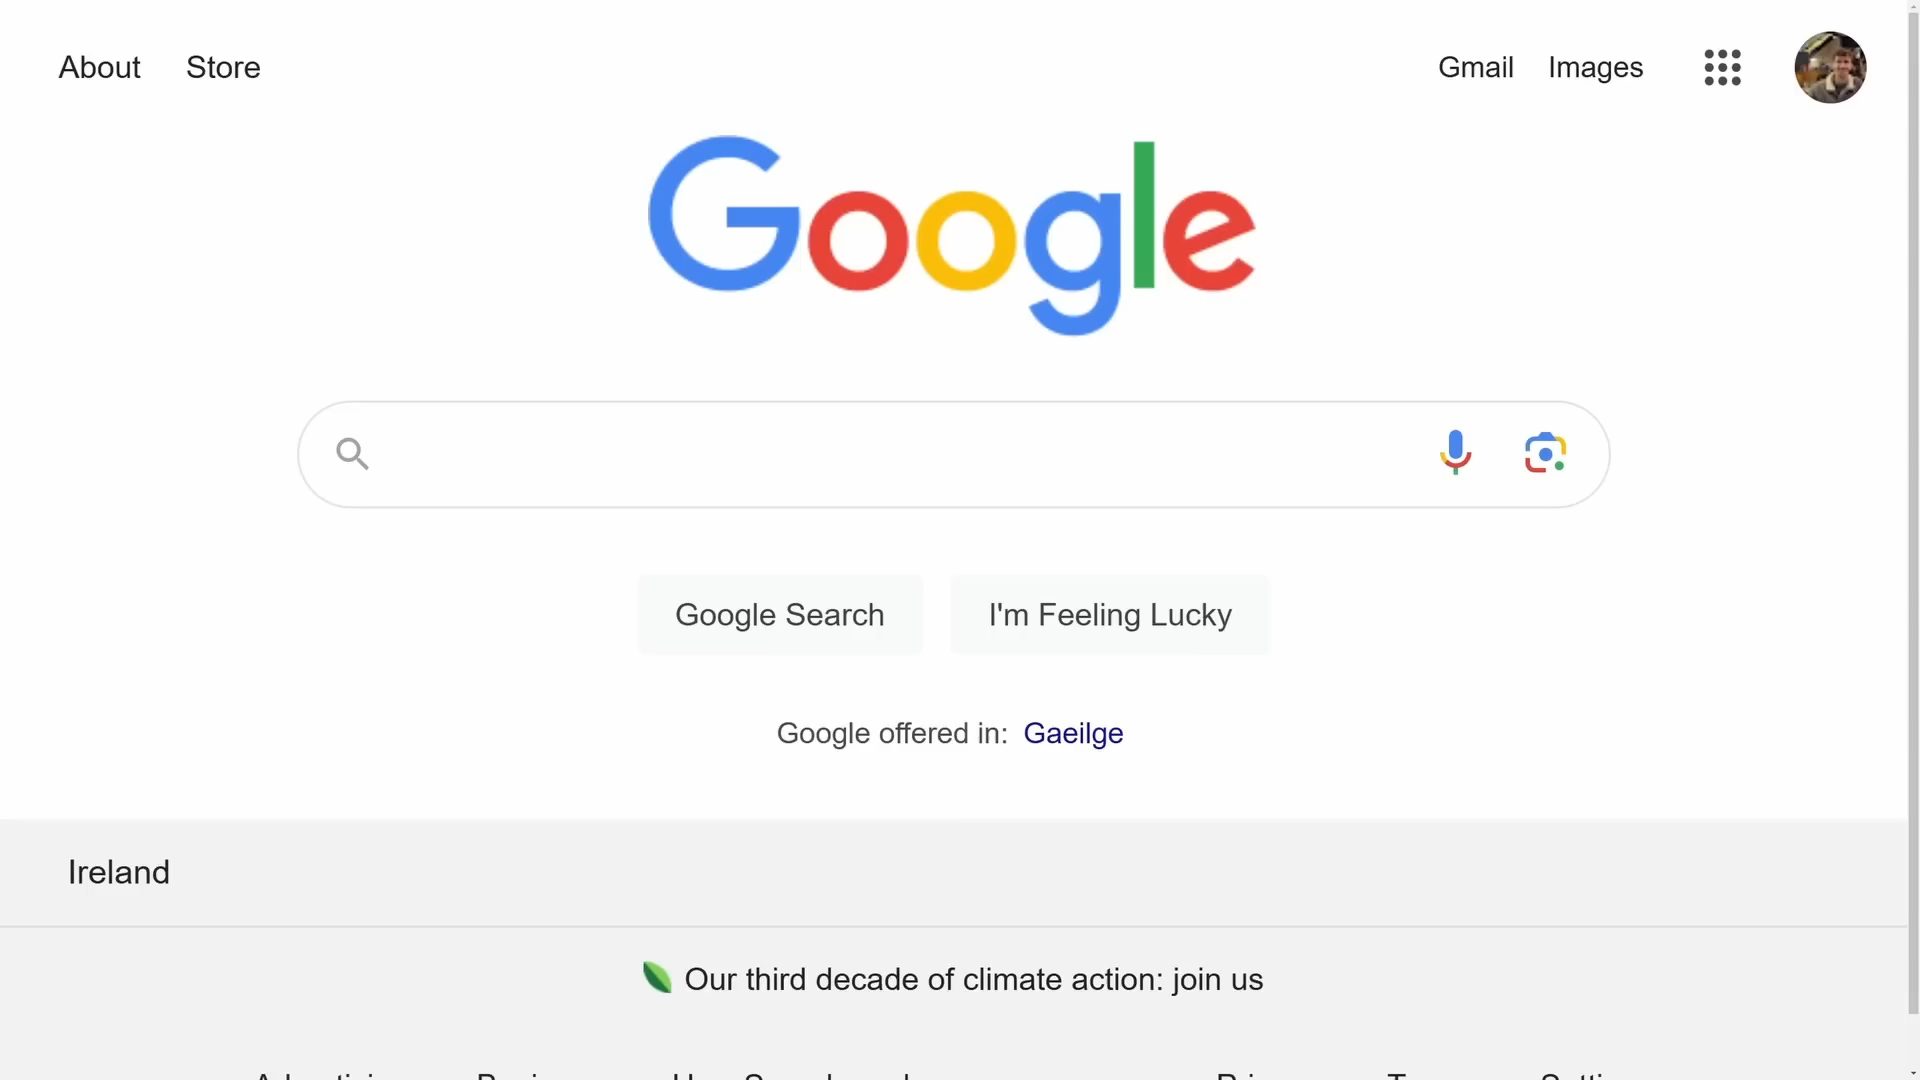 About Store Gmail Images
Google
Google Search I'm Feeling Lucky
Google offered in: Gaeilge
Ireland
Our third decade of climate action: join us